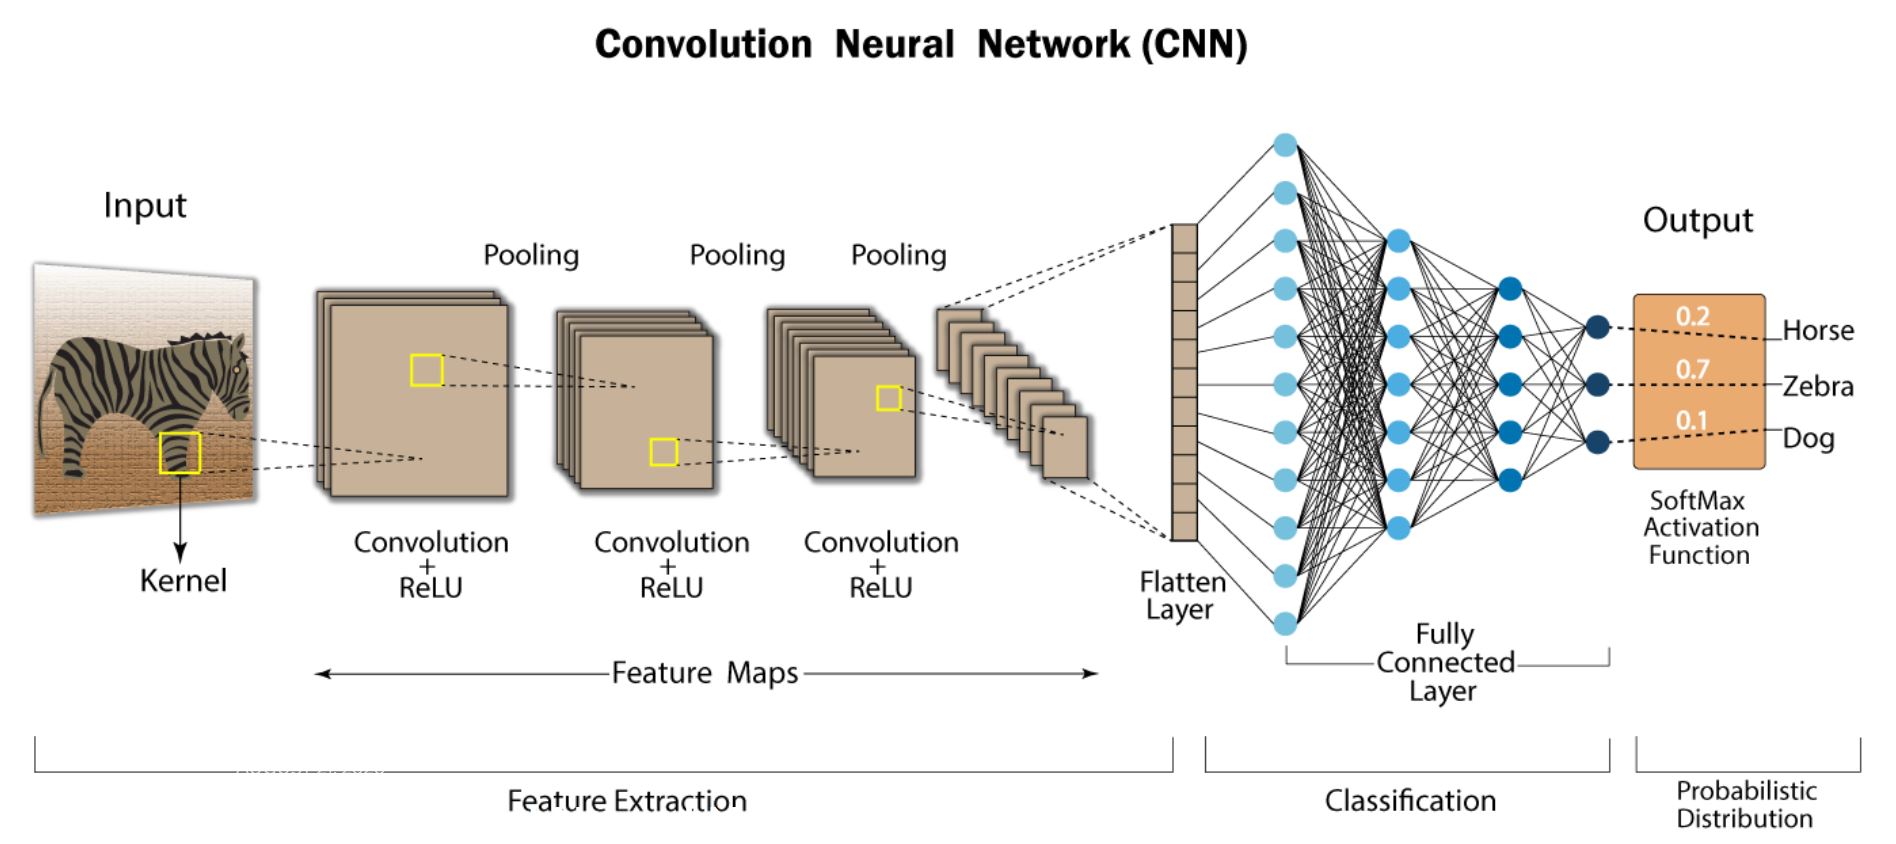 Convolution Neural Network (CNN)
Input
Kernel
Pooling
Pooling
Pooling
Convolution
+
ReLU
Convolution
+
ReLU
Convolution
+
ReLU
Feature Maps
Flatten
Layer
Fully
Connected
Layer
Output
0.2
Horse
0.7
Zebra
0.1
Dog
SoftMax
Activation
Function
Feature Extraction
Classification
Probabilistic
Distribution